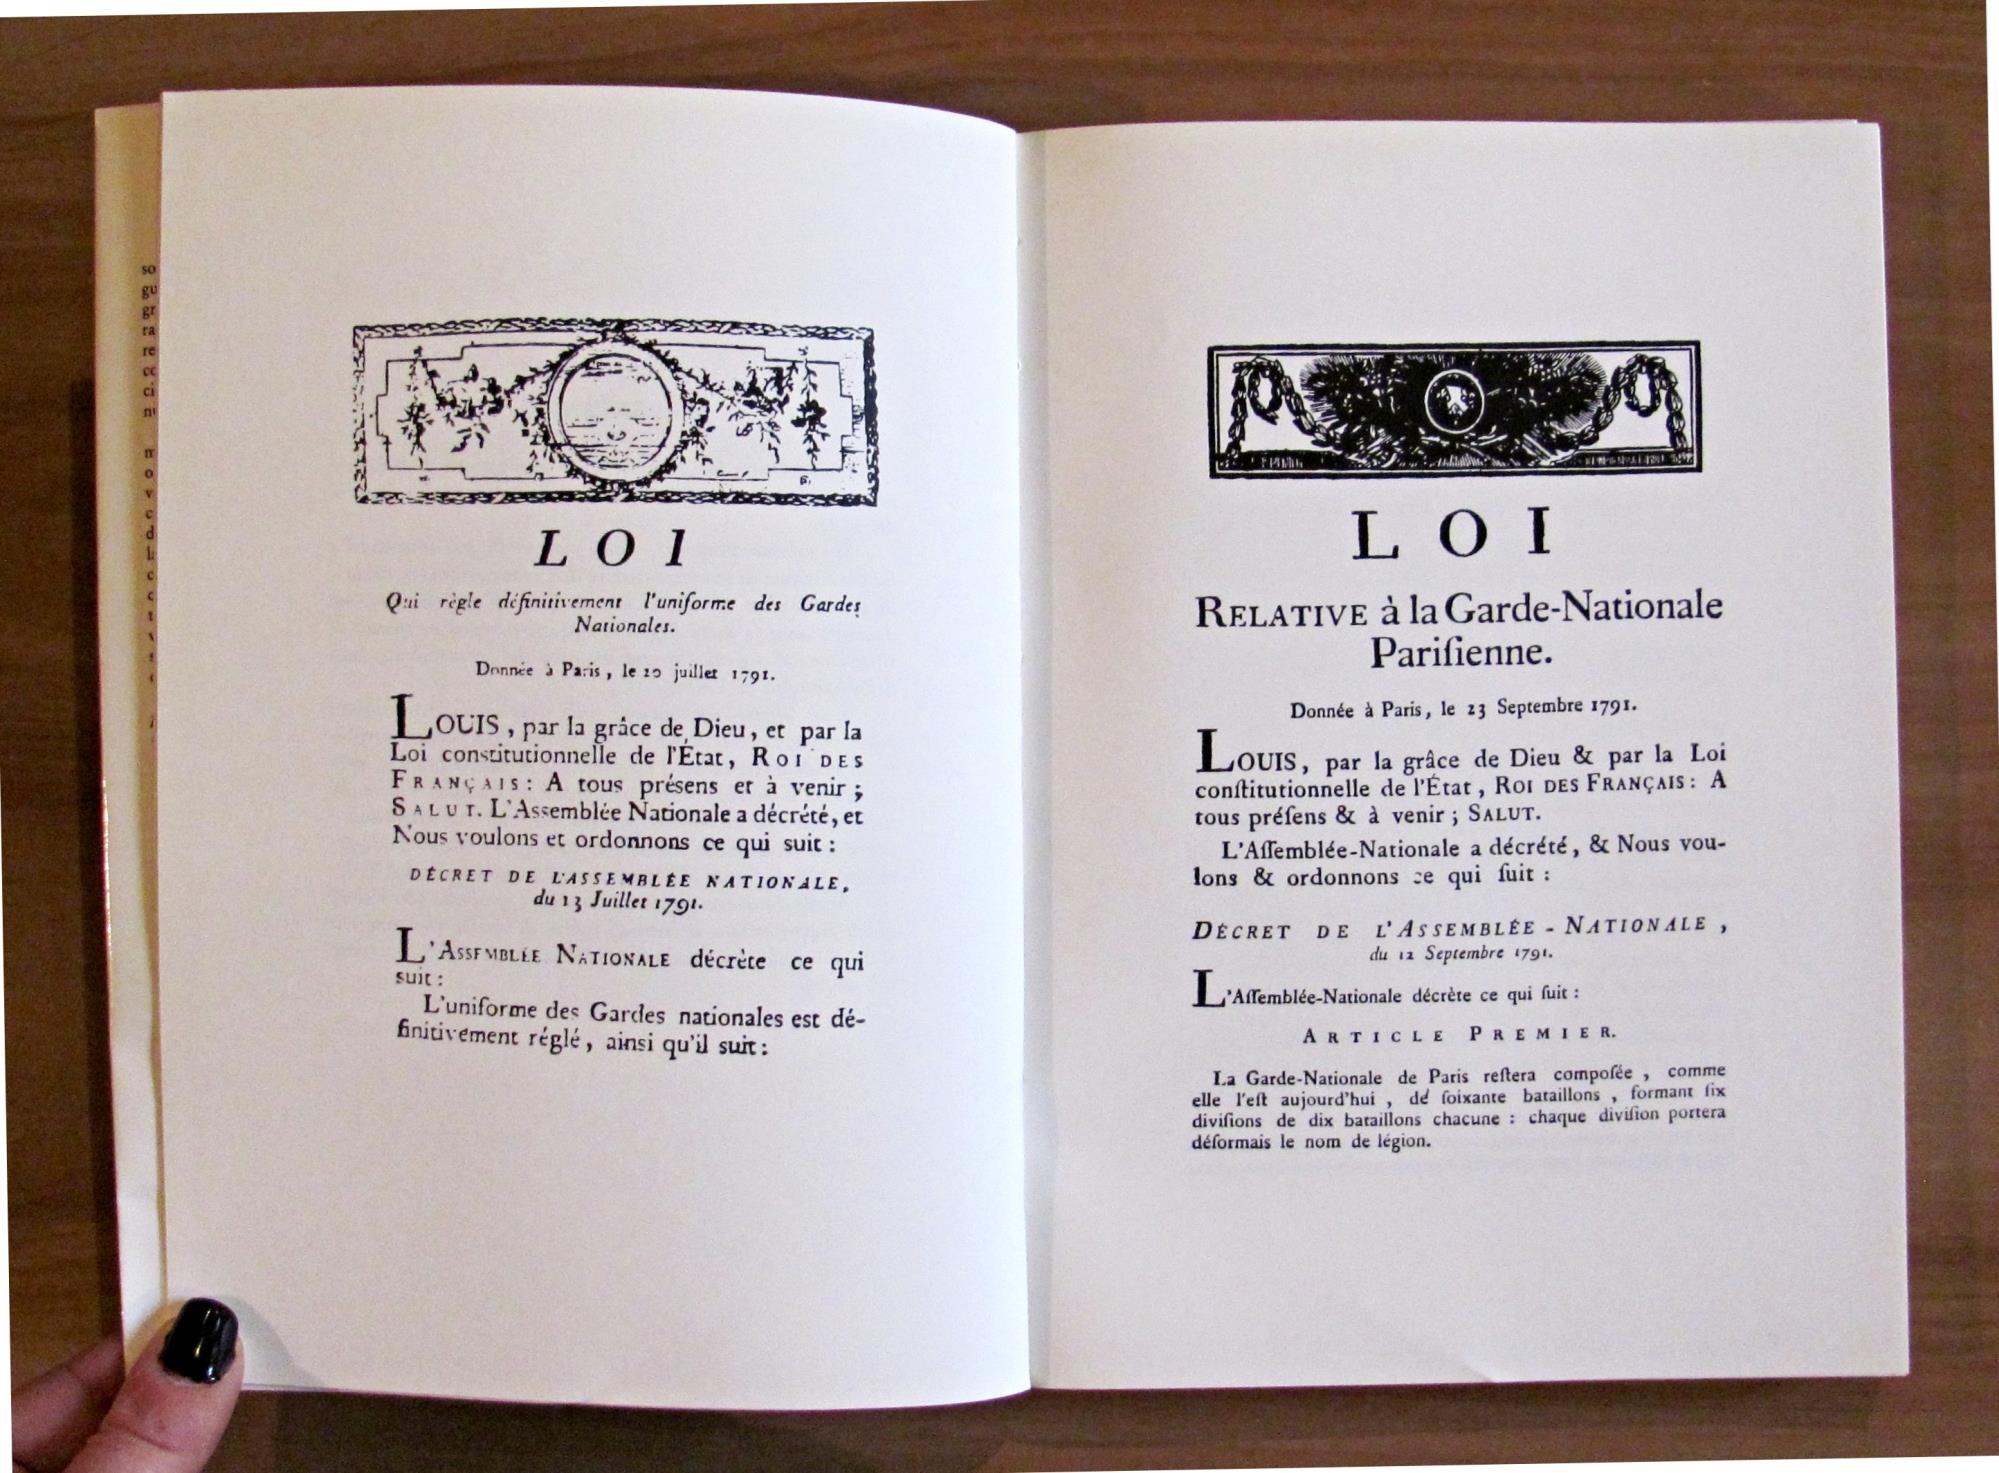 so
gu
gr
ra
re
ci
LOI
Qui règle définitivement l'uniforme des Gardes
Nationales.
Donnée à Paris, le 20 juillet 1791.
LOUIS, par la grâce de Dieu, et par la
Loi constitutionnelle de l'État, ROI DES
FRANÇAIS: A tous présens et à venir;
SALUT. L'Assemblée Nationale a décrété, et
Nous voulons et ordonnons ce qui suit:
DÉCRET DE L'ASSEMBLÉE NATIONALE,
du 13 Juillet 1791.
L'ASSEMBLÉE NATIONALE décrète ce qui
suit:
L'uniforme des Gardes nationales est dé-
finitivement réglé, ainsi qu'il suit:
LOI
RELATIVE à la Garde-Nationale
Pariſienne.
Donnée à Paris, le 23 Septembre 1791.
LOUIS, par la grâce de Dieu & par la Loi
conſtitutionnelle de l'État, ROI DES FRANÇAIS: A
tous préſens & à venir; SALUT.
L'Aſſemblée-Nationale a décrété, & Nous vou-
lons & ordonnons ce qui ſuit:
DÉCRET DE L'ASSEMBLÉE-NATIONALE,
du 12 Septembre 1791.
L'Aſſemblée-Nationale décrète ce qui ſuit:
ARTICLE PREMIER.
La Garde-Nationale de Paris reſtera compoſée, comme
elle l'eſt aujourd'hui, de ſoixante bataillons, formant ſix
diviſions de dix bataillons chacune: chaque diviſion portera
déſormais le nom de légion.